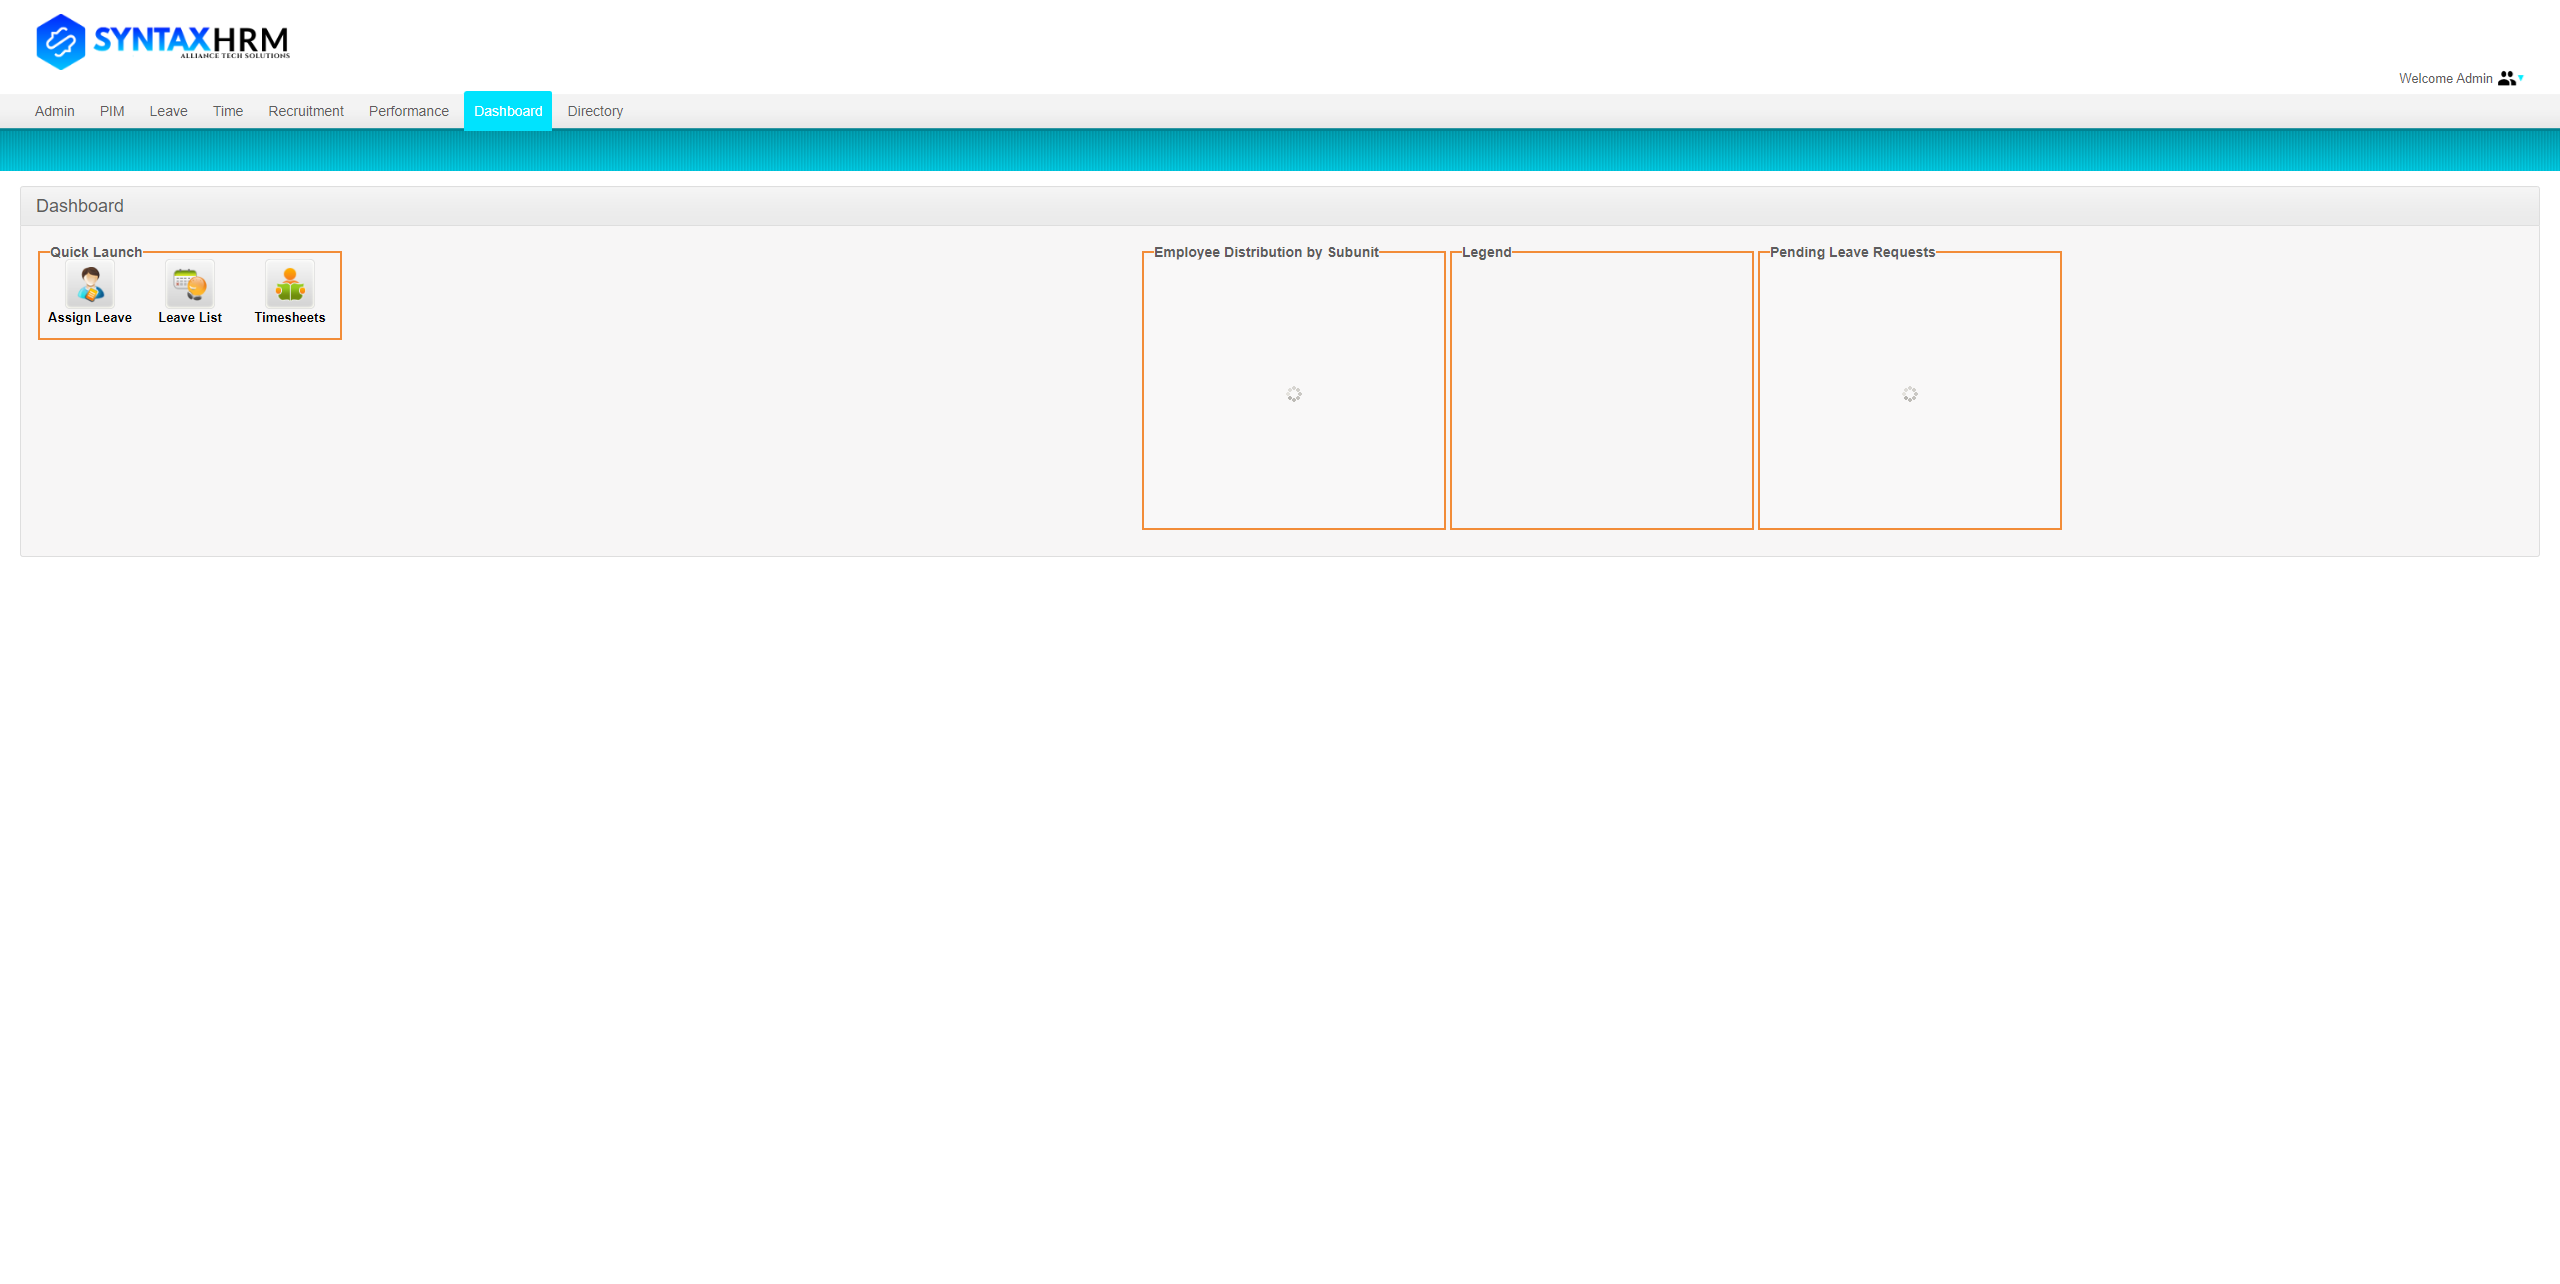 SYNTAXHRM
ALLIANCE TECH SOLUTIONS
Welcome Admin
Admin PIM Leave Time Recruitment Performance Dashboard Directory
Dashboard
Quick Launch
Assign Leave Leave List Timesheets
Employee Distribution by Subunit
Legend
Pending Leave Requests